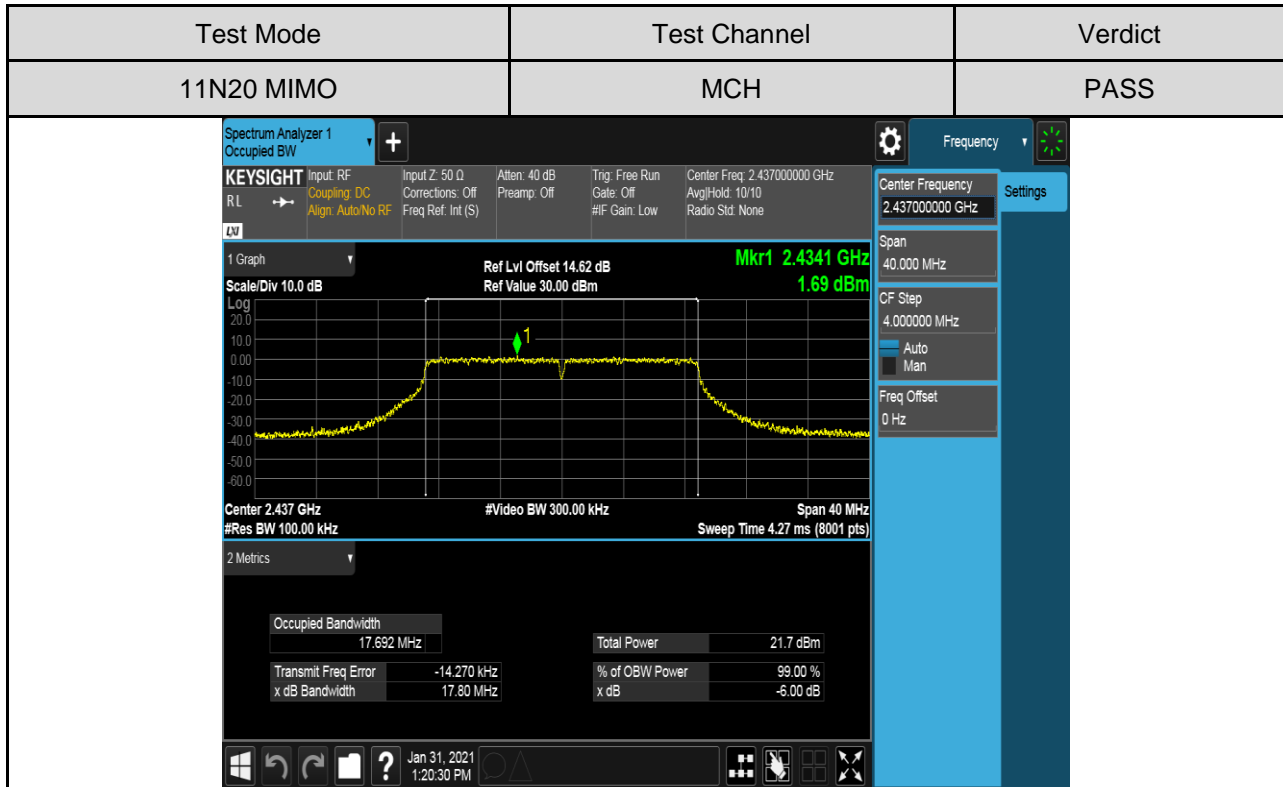 Test Mode Test Channel Verdict
11N20 MIMO MCH PASS
Spectrum Analyzer 1
Occupied BW
+
Frequency
KEYSIGHT Input: RF Input Z: 50 Ω Atten: 40 dB Trig: Free Run Center Freq: 2.437000000 GHz
RL Coupling: DC Corrections: Off Preamp: Off Gate: Off Avg|Hold: 10/10
Align: Auto/No RF Freq Ref: Int (S) #IF Gain: Low Radio Std: None
LXI
Center Frequency
2.437000000 GHz
Settings
Span
40.000 MHz
CF Step
4.000000 MHz
Auto
Man
Freq Offset
0 Hz
1 Graph Ref Lvl Offset 14.62 dB Mkr1 2.4341 GHz
Scale/Div 10.0 dB Ref Value 30.00 dBm 1.69 dBm
Log
20.0
10.0
0.00
-10.0
-20.0
-30.0
-40.0
-50.0
-60.0
1
Center 2.437 GHz #Video BW 300.00 kHz Span 40 MHz
#Res BW 100.00 kHz Sweep Time 4.27 ms (8001 pts)
2 Metrics
Occupied Bandwidth
17.692 MHz Total Power 21.7 dBm
Transmit Freq Error -14.270 kHz % of OBW Power 99.00 %
x dB Bandwidth 17.80 MHz x dB -6.00 dB
? Jan 31, 2021
1:20:30 PM